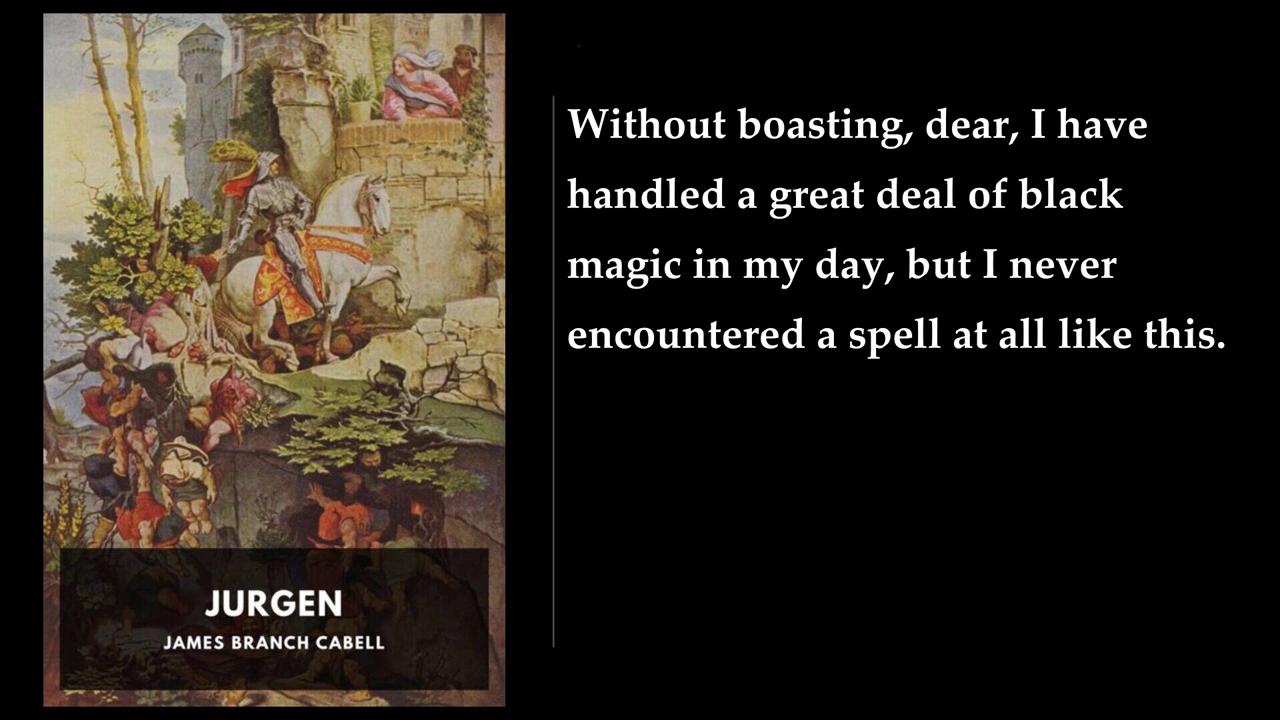 Without boasting, dear, I have
handled a great deal of black
magic in my day, but I never
encountered a spell at all like this.
JURGEN
JAMES BRANCH CABELL